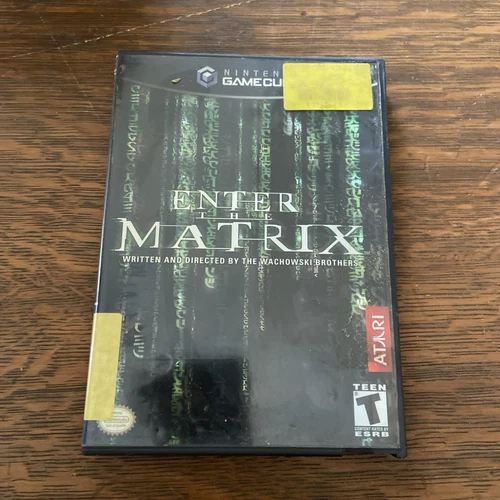 NINTEN
GAMECU
ENTER
THE
MATRIX
WRITTEN AND DIRECTED BY THE WACHOWSKI BROTHERS
ATARI
TEEN
T
CONTENT RATED BY
ESRB